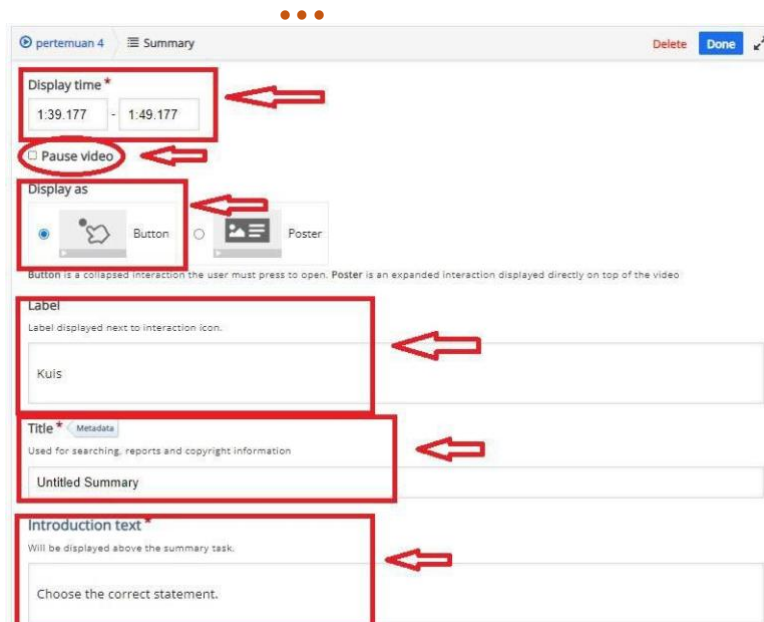 pertemuan 4 Summary Delete Done
Display time *
1:39.177 - 1:49.177
Pause video
Display as
Button Poster
Button is a collapsed interaction the user must press to open. Poster is an expanded interaction displayed directly on top of the video
Label
Label displayed next to interaction icon.
Kuis
Title * Metadata
Used for searching, reports and copyright information
Untitled Summary
Introduction text *
Will be displayed above the summary task.
Choose the correct statement.